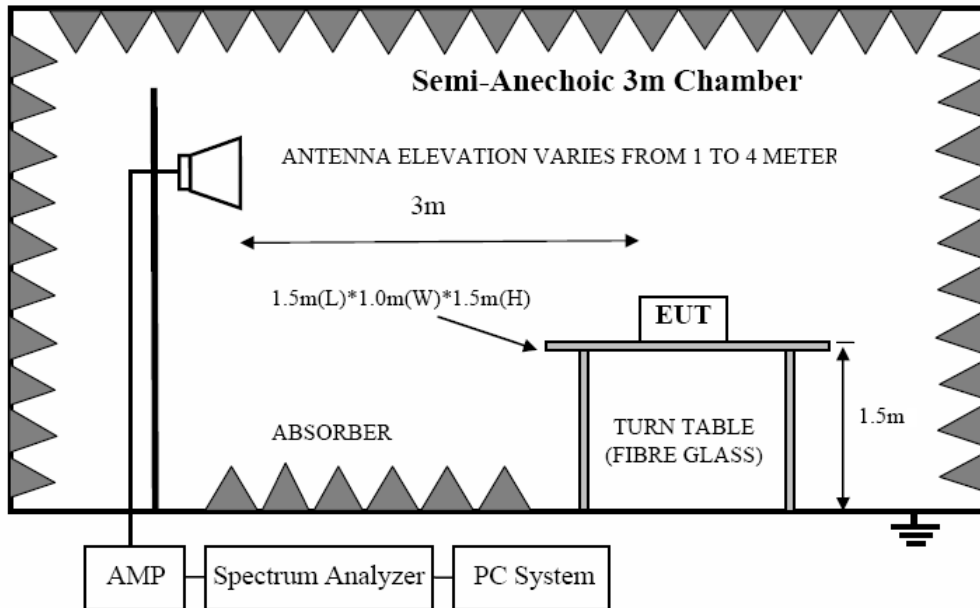 Semi-Anechoic 3m Chamber
ANTENNA ELEVATION VARIES FROM 1 TO 4 METER
3m
1.5m(L)*1.0m(W)*1.5m(H)
EUT
1.5m
ABSORBER
TURN TABLE
(FIBRE GLASS)
AMP
Spectrum Analyzer
PC System